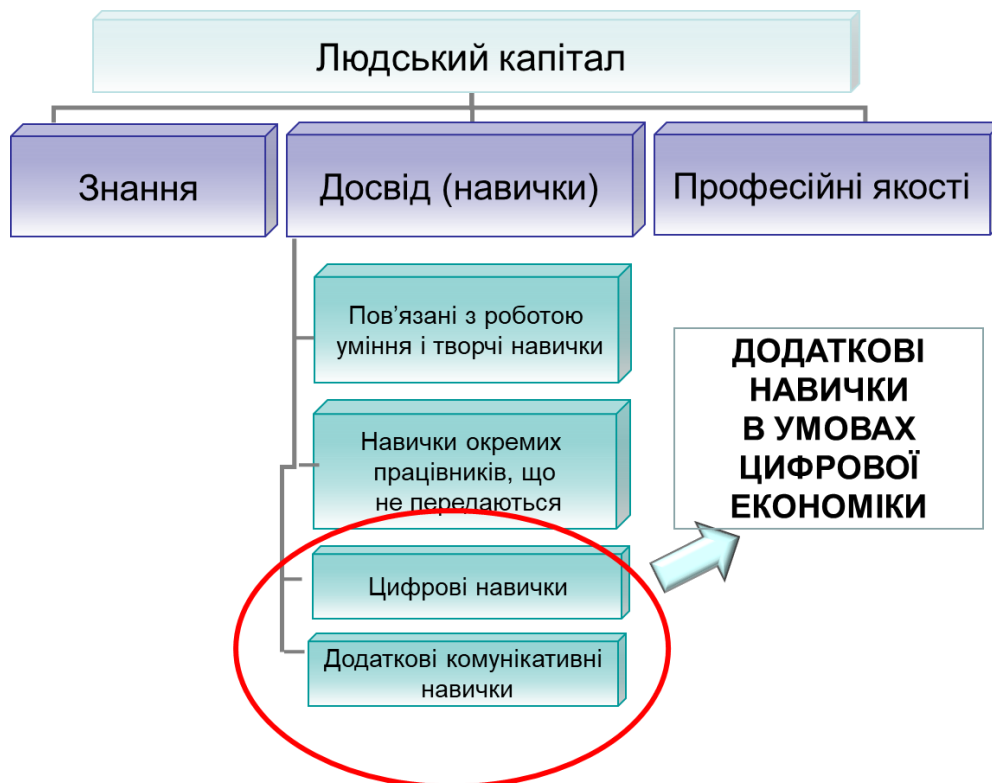 Людський капітал
Знання
Досвід (навички)
Професійні якості
Пов’язані з роботою
уміння і творчі навички
Навички окремих
працівників, що
не передаються
Цифрові навички
Додаткові комунікативні
навички
ДОДАТКОВІ
НАВИЧКИ
В УМОВАХ
ЦИФРОВОЇ
ЕКОНОМІКИ